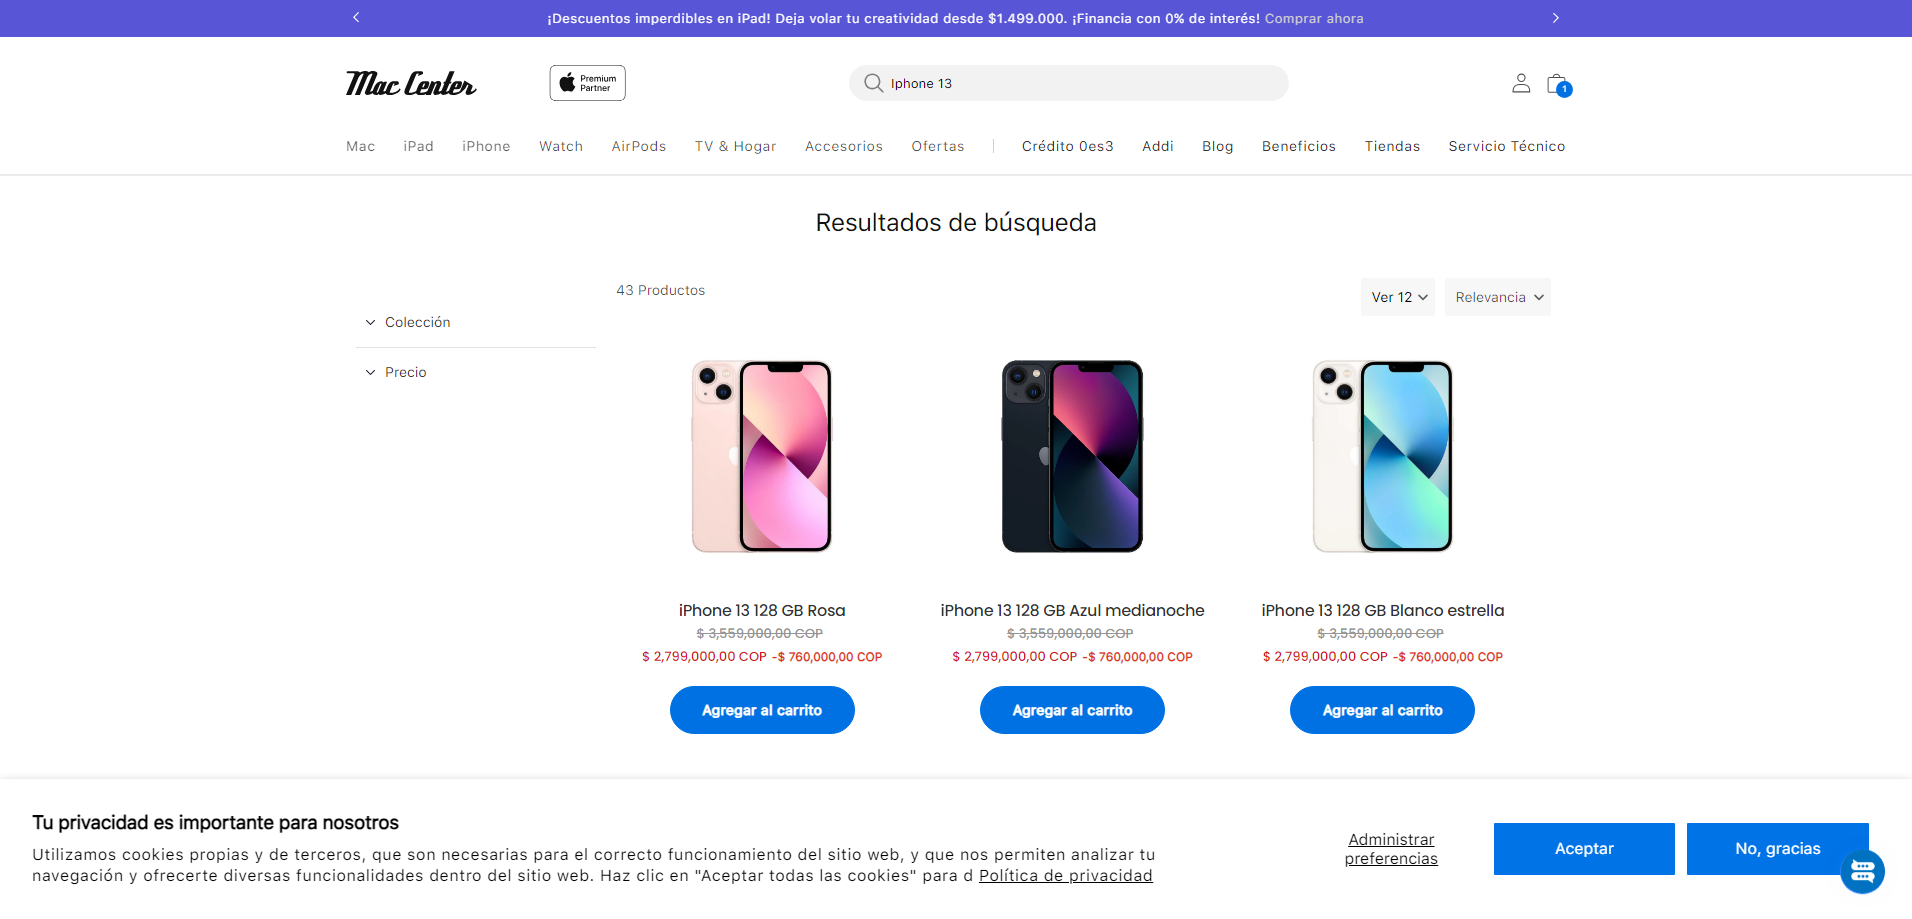 ¡Descuentos imperdibles en iPad! Deja volar tu creatividad desde $1.499.000. ¡Financia con 0% de interés! Comprar ahora
Mac Center
Premium
Partner
Iphone 13
1
Mac iPad iPhone Watch AirPods TV & Hogar Accesorios Ofertas Crédito 0es3 Addi Blog Beneficios Tiendas Servicio Técnico
Resultados de búsqueda
43 Productos
Ver 12
Relevancia
Colección
Precio
iPhone 13 128 GB Rosa
$ 3,559,000,00 COP
$ 2,799,000,00 COP -$ 760,000,00 COP
Agregar al carrito
iPhone 13 128 GB Azul medianoche
$ 3,559,000,00 COP
$ 2,799,000,00 COP -$ 760,000,00 COP
Agregar al carrito
iPhone 13 128 GB Blanco estrella
$ 3,559,000,00 COP
$ 2,799,000,00 COP -$ 760,000,00 COP
Agregar al carrito
Tu privacidad es importante para nosotros
Utilizamos cookies propias y de terceros, que son necesarias para el correcto funcionamiento del sitio web, y que nos permiten analizar tu
navegación y ofrecerte diversas funcionalidades dentro del sitio web. Haz clic en "Aceptar todas las cookies" para d Política de privacidad
Administrar
preferencias
Aceptar
No, gracias